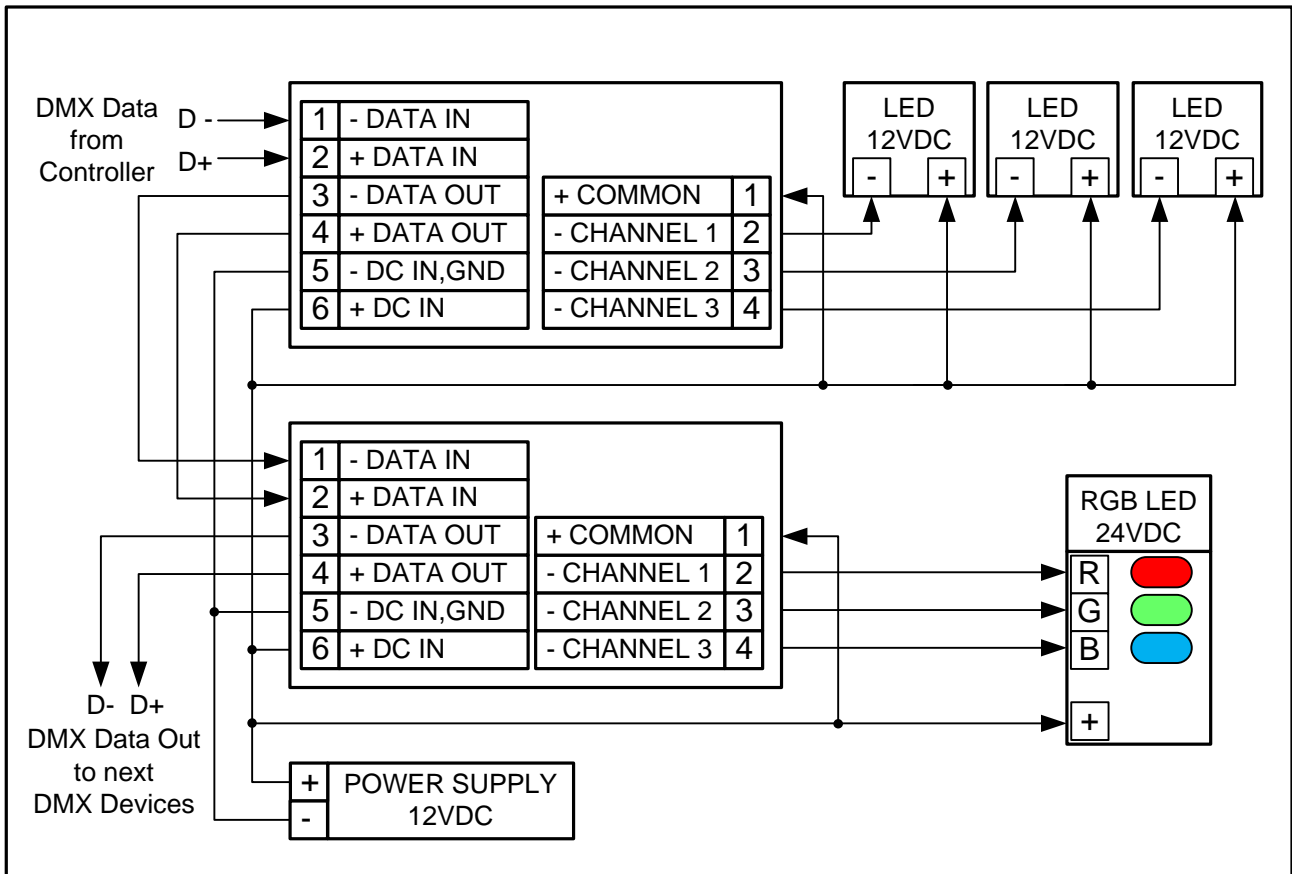 DMX Data
from
Controller
D -
D+
1 - DATA IN
2 + DATA IN
3 - DATA OUT
4 + DATA OUT
5 - DC IN,GND
6 + DC IN
+ COMMON 1
- CHANNEL 1 2
- CHANNEL 2 3
- CHANNEL 3 4
LED
12VDC
- +
LED
12VDC
- +
LED
12VDC
- +
1 - DATA IN
2 + DATA IN
3 - DATA OUT
4 + DATA OUT
5 - DC IN,GND
6 + DC IN
+ COMMON 1
- CHANNEL 1 2
- CHANNEL 2 3
- CHANNEL 3 4
RGB LED
24VDC
R
G
B
+
D- D+
DMX Data Out
to next
DMX Devices
+ POWER SUPPLY
- 12VDC